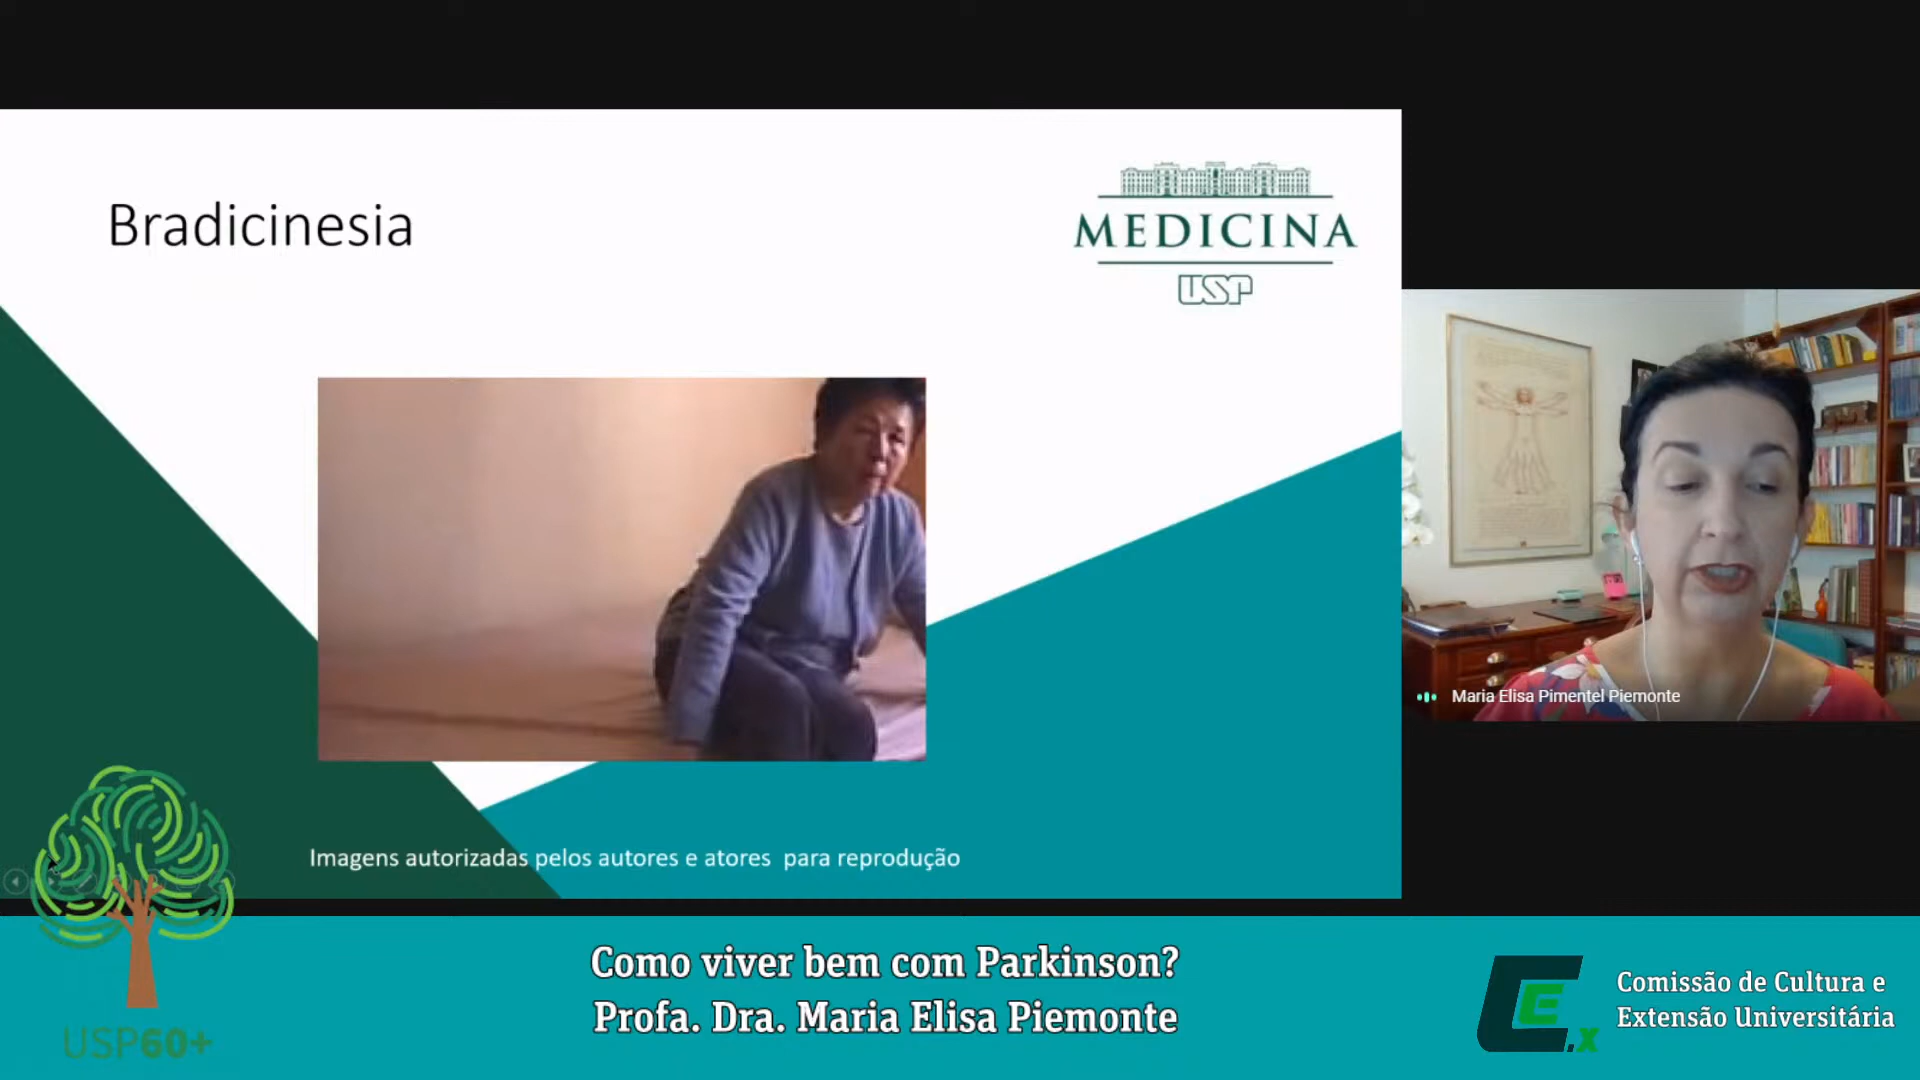 Bradicinesia
MEDICINA
USP
Imagens autorizadas pelos autores e atores para reprodução
Maria Elisa Pimentel Piemonte
USP60+
Como viver bem com Parkinson?
Profa. Dra. Maria Elisa Piemonte
CEx
Comissão de Cultura e
Extensão Universitária